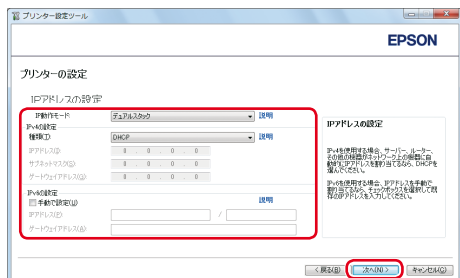 プリンター設定ツール
EPSON
プリンターの設定
IPアドレスの設定
IP動作モード: デュアルスタック 説明
IPv4の設定
種類(T): DHCP 説明
IPアドレス(I): 0 . 0 . 0 . 0
サブネットマスク(S): 0 . 0 . 0 . 0
ゲートウェイアドレス(G): 0 . 0 . 0 . 0
IPv6の設定
手動で設定(U) 説明
IPアドレス(P): /
ゲートウェイアドレス(A):
IPアドレスの設定
IPv4を使用する場合、サーバー、ルーター、
その他の機器がネットワーク上の機器に自
動的にIPアドレスを割り当てるなら、DHCPを
選んでください。
IPv6を使用する場合、IPアドレスを手動で
割り当てるなら、チェックボックスを選択して既
存のIPアドレスを入力してください。
< 戻る(B) 次へ(N) > キャンセル(C)